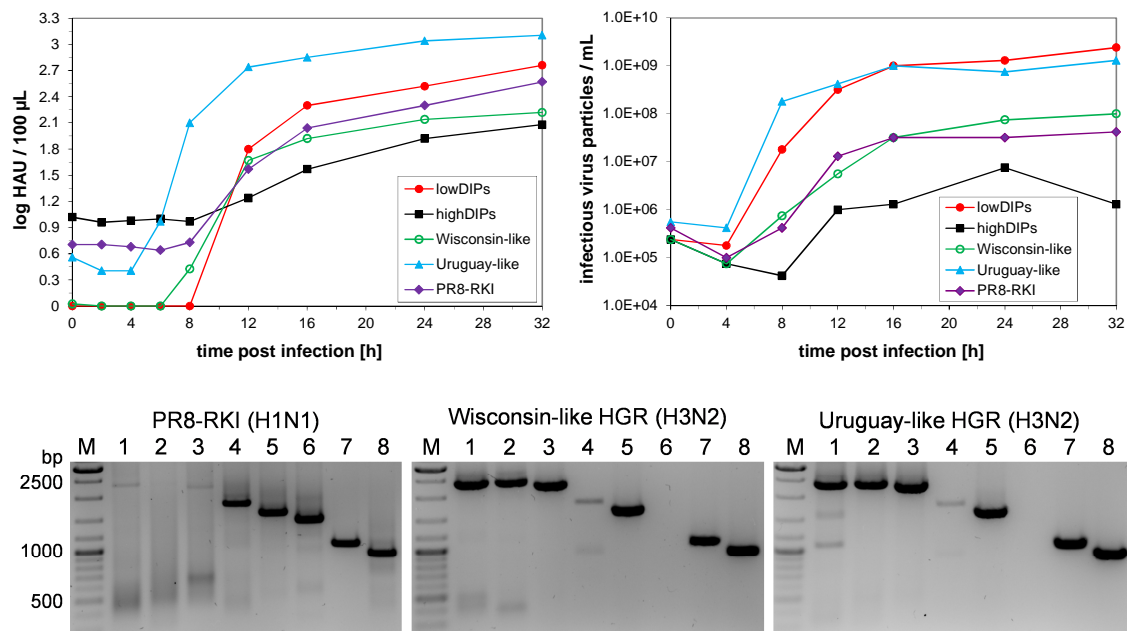 log HAU / 100 µL
3.3
3
2.7
2.4
2.1
1.8
1.5
1.2
0.9
0.6
0.3
0
0 4 8 12 16 20 24 28 32
time post infection [h]
lowDIPs
highDIPs
Wisconsin-like
Uruguay-like
PR8-RKI
infectious virus particles / mL
1.0E+10
1.0E+09
1.0E+08
1.0E+07
1.0E+06
1.0E+05
1.0E+04
0 4 8 12 16 20 24 28 32
time post infection [h]
lowDIPs
highDIPs
Wisconsin-like
Uruguay-like
PR8-RKI
PR8-RKI (H1N1)
M 1 2 3 4 5 6 7 8
bp
2500
1000
500
Wisconsin-like HGR (H3N2)
M 1 2 3 4 5 6 7 8
Uruguay-like HGR (H3N2)
M 1 2 3 4 5 6 7 8